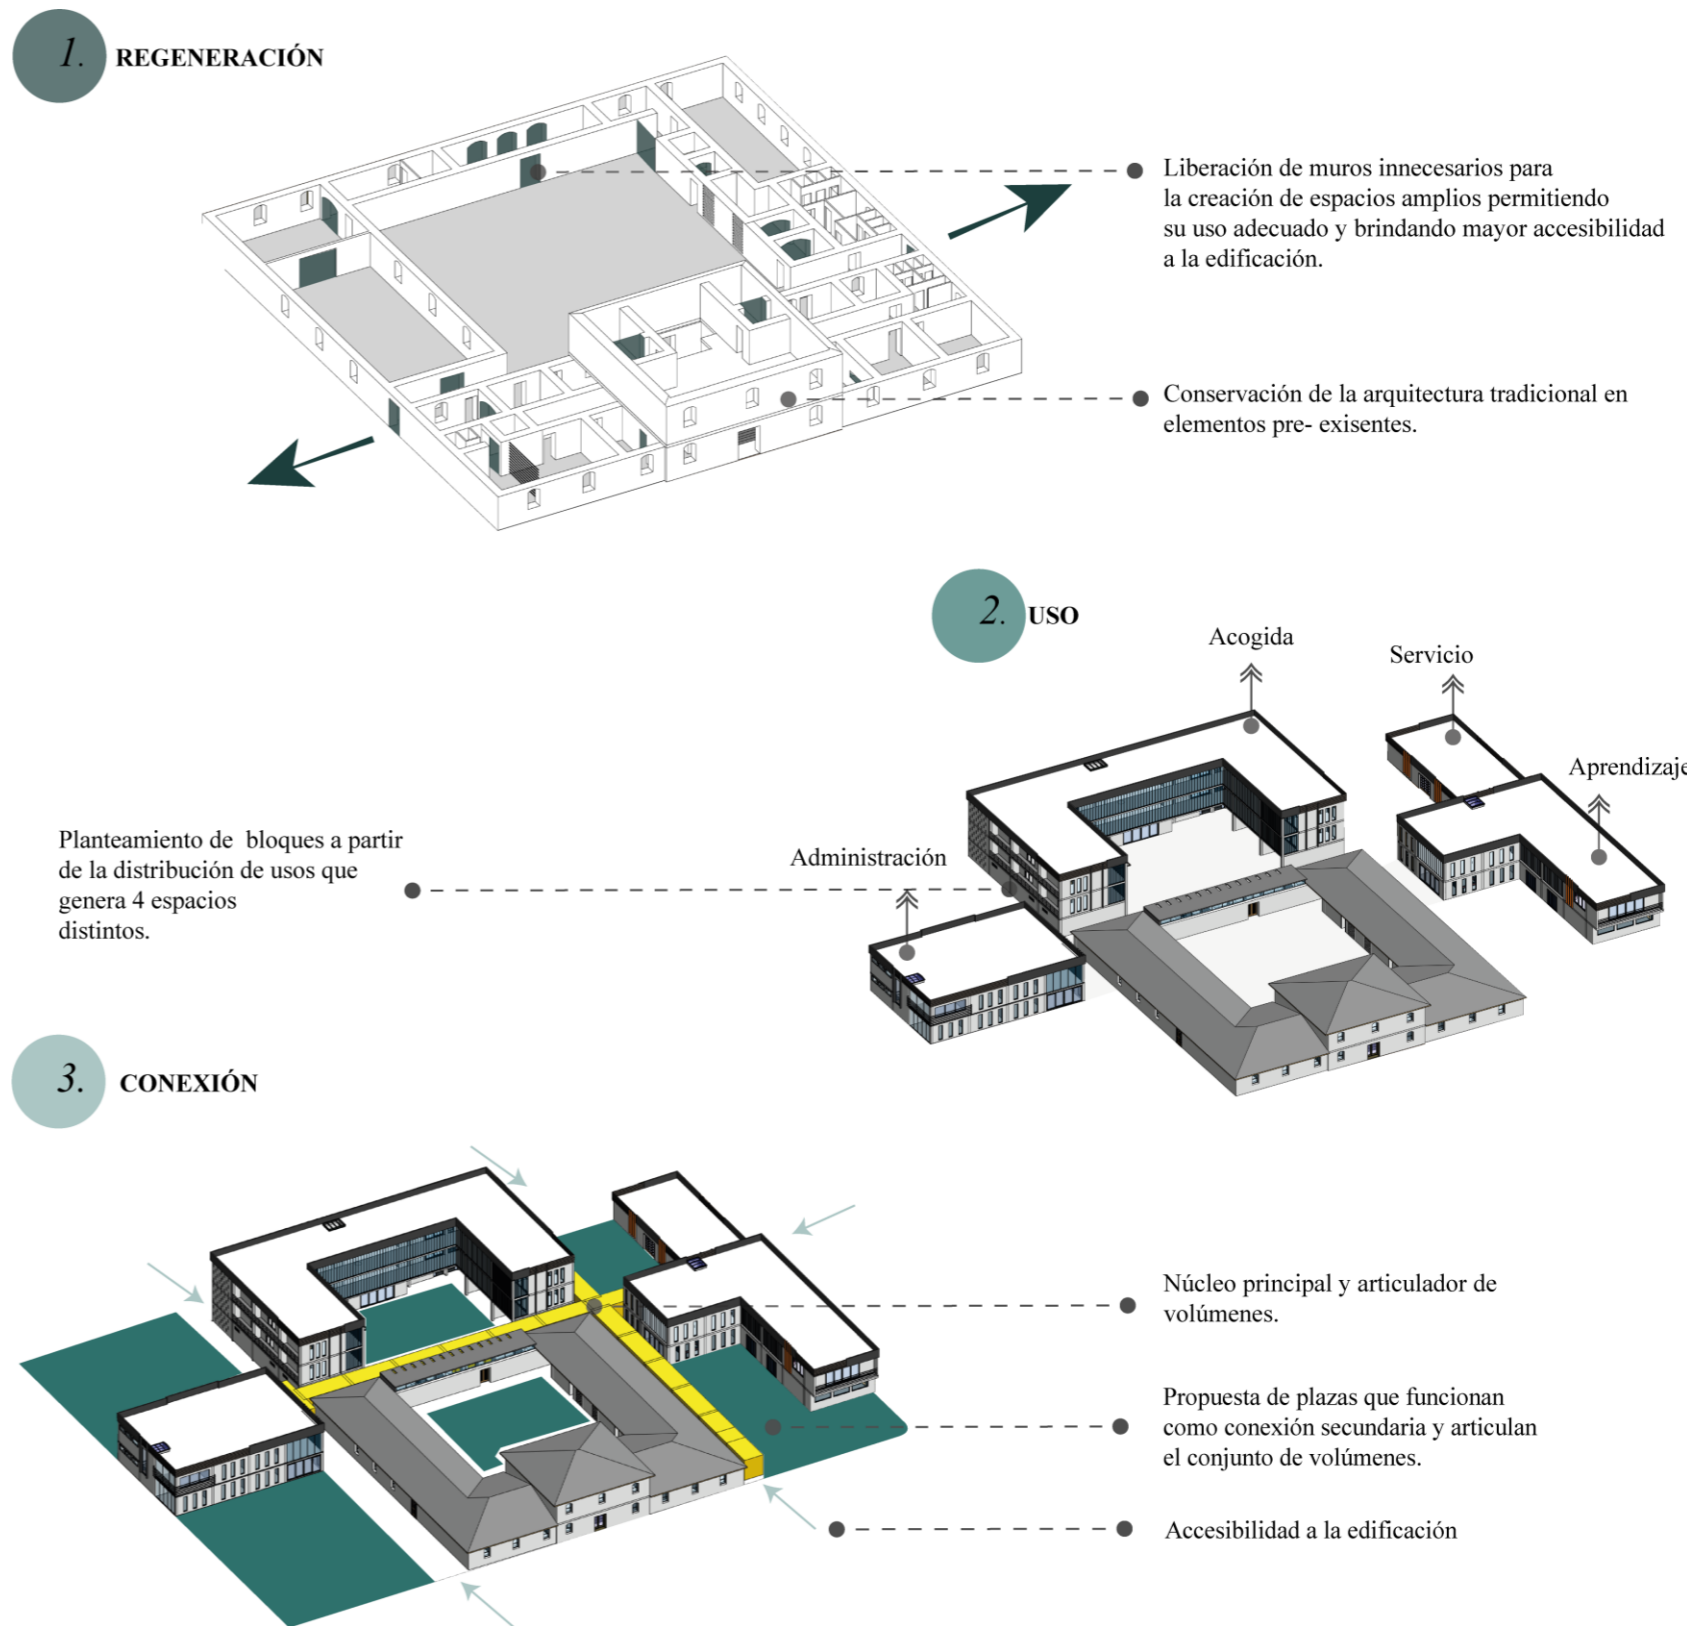 1. REGENERACIÓN
Liberación de muros innecesarios para
la creación de espacios amplios permitiendo
su uso adecuado y brindando mayor accesibilidad
a la edificación.
Conservación de la arquitectura tradicional en
elementos pre- exisentes.
2. USO
Acogida
Servicio
Aprendizaje
Administración
Planteamiento de bloques a partir
de la distribución de usos que
genera 4 espacios
distintos.
3. CONEXIÓN
Núcleo principal y articulador de
volúmenes.
Propuesta de plazas que funcionan
como conexión secundaria y articulan
el conjunto de volúmenes.
Accesibilidad a la edificación